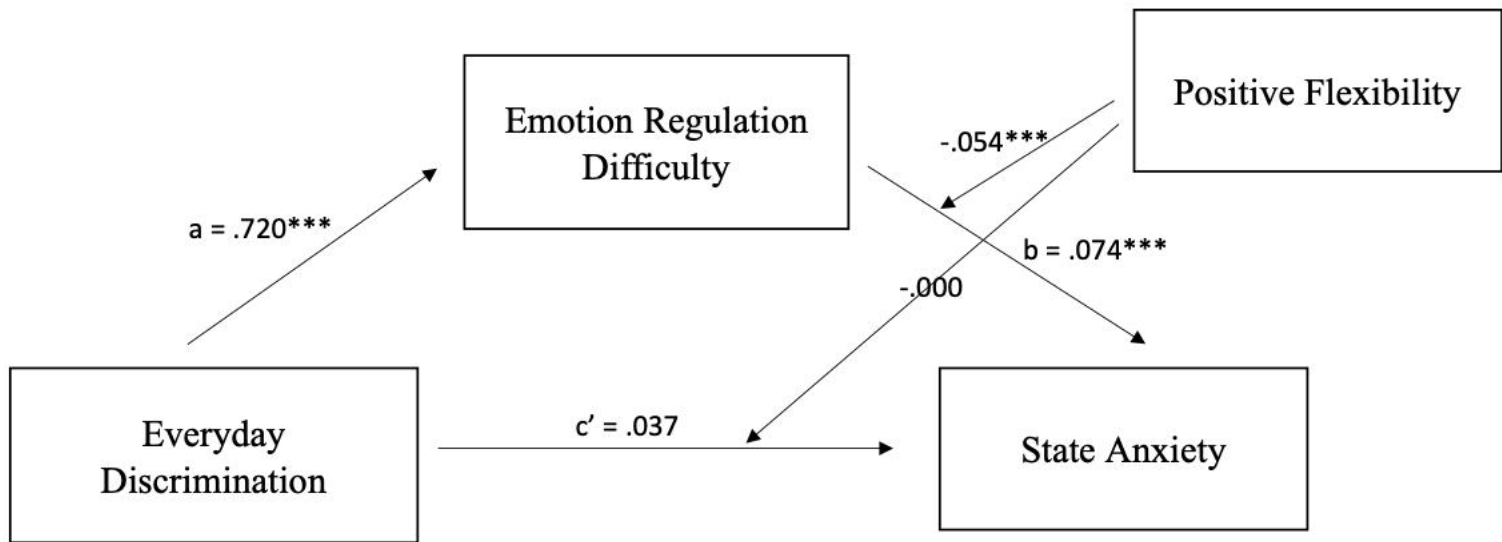 Positive Flexibility
Emotion Regulation
Difficulty
-.054***
a = .720***
b = .074***
-.000
c’ = .037
Everyday
Discrimination
State Anxiety